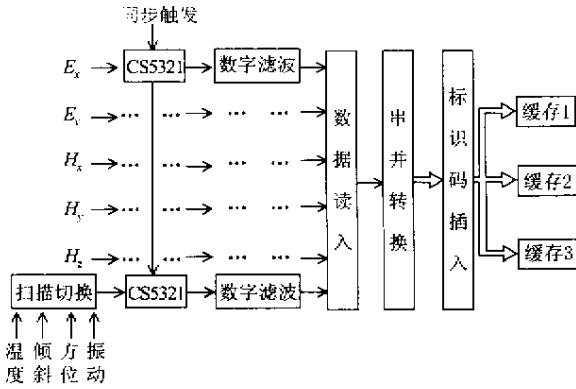 同步触发
Ex → CS5321 → 数字滤波
Ey → … … … …
Hx → … … … …
Hy → … … … …
Hz → … … … …
扫描切换 → CS5321 → 数字滤波
温度 倾斜 方位 振动
数据读入
串并转换
标识码插入
缓存1
缓存2
缓存3